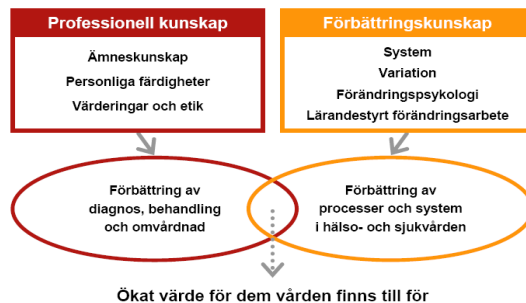 Professionell kunskap
Ämneskunskap
Personliga färdigheter
Värderingar och etik
Förbättringskunskap
System
Variation
Förändringspsykologi
Lärandestyrt förändringsarbete
Förbättring av
diagnos, behandling
och omvårdnad
Förbättring av
processer och system
i hälso- och sjukvården
Ökat värde för dem vården finns till för